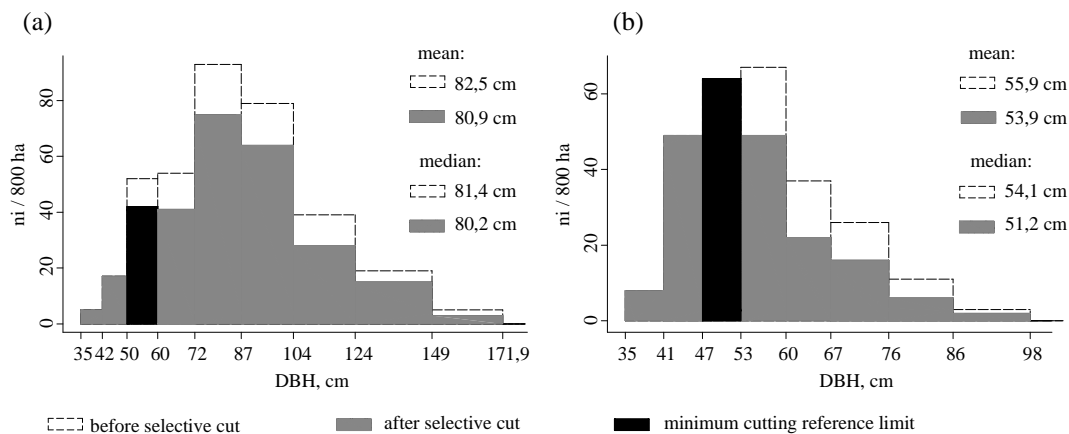 (a)
mean:
82,5 cm
80,9 cm
median:
81,4 cm
80,2 cm
ni / 800 ha
0 20 40 60 80
35 42 50 60 72 87 104 124 149 171,9
DBH, cm
(b)
mean:
55,9 cm
53,9 cm
median:
54,1 cm
51,2 cm
ni / 800 ha
0 20 40 60
35 41 47 53 60 67 76 86 98
DBH, cm
before selective cut after selective cut minimum cutting reference limit